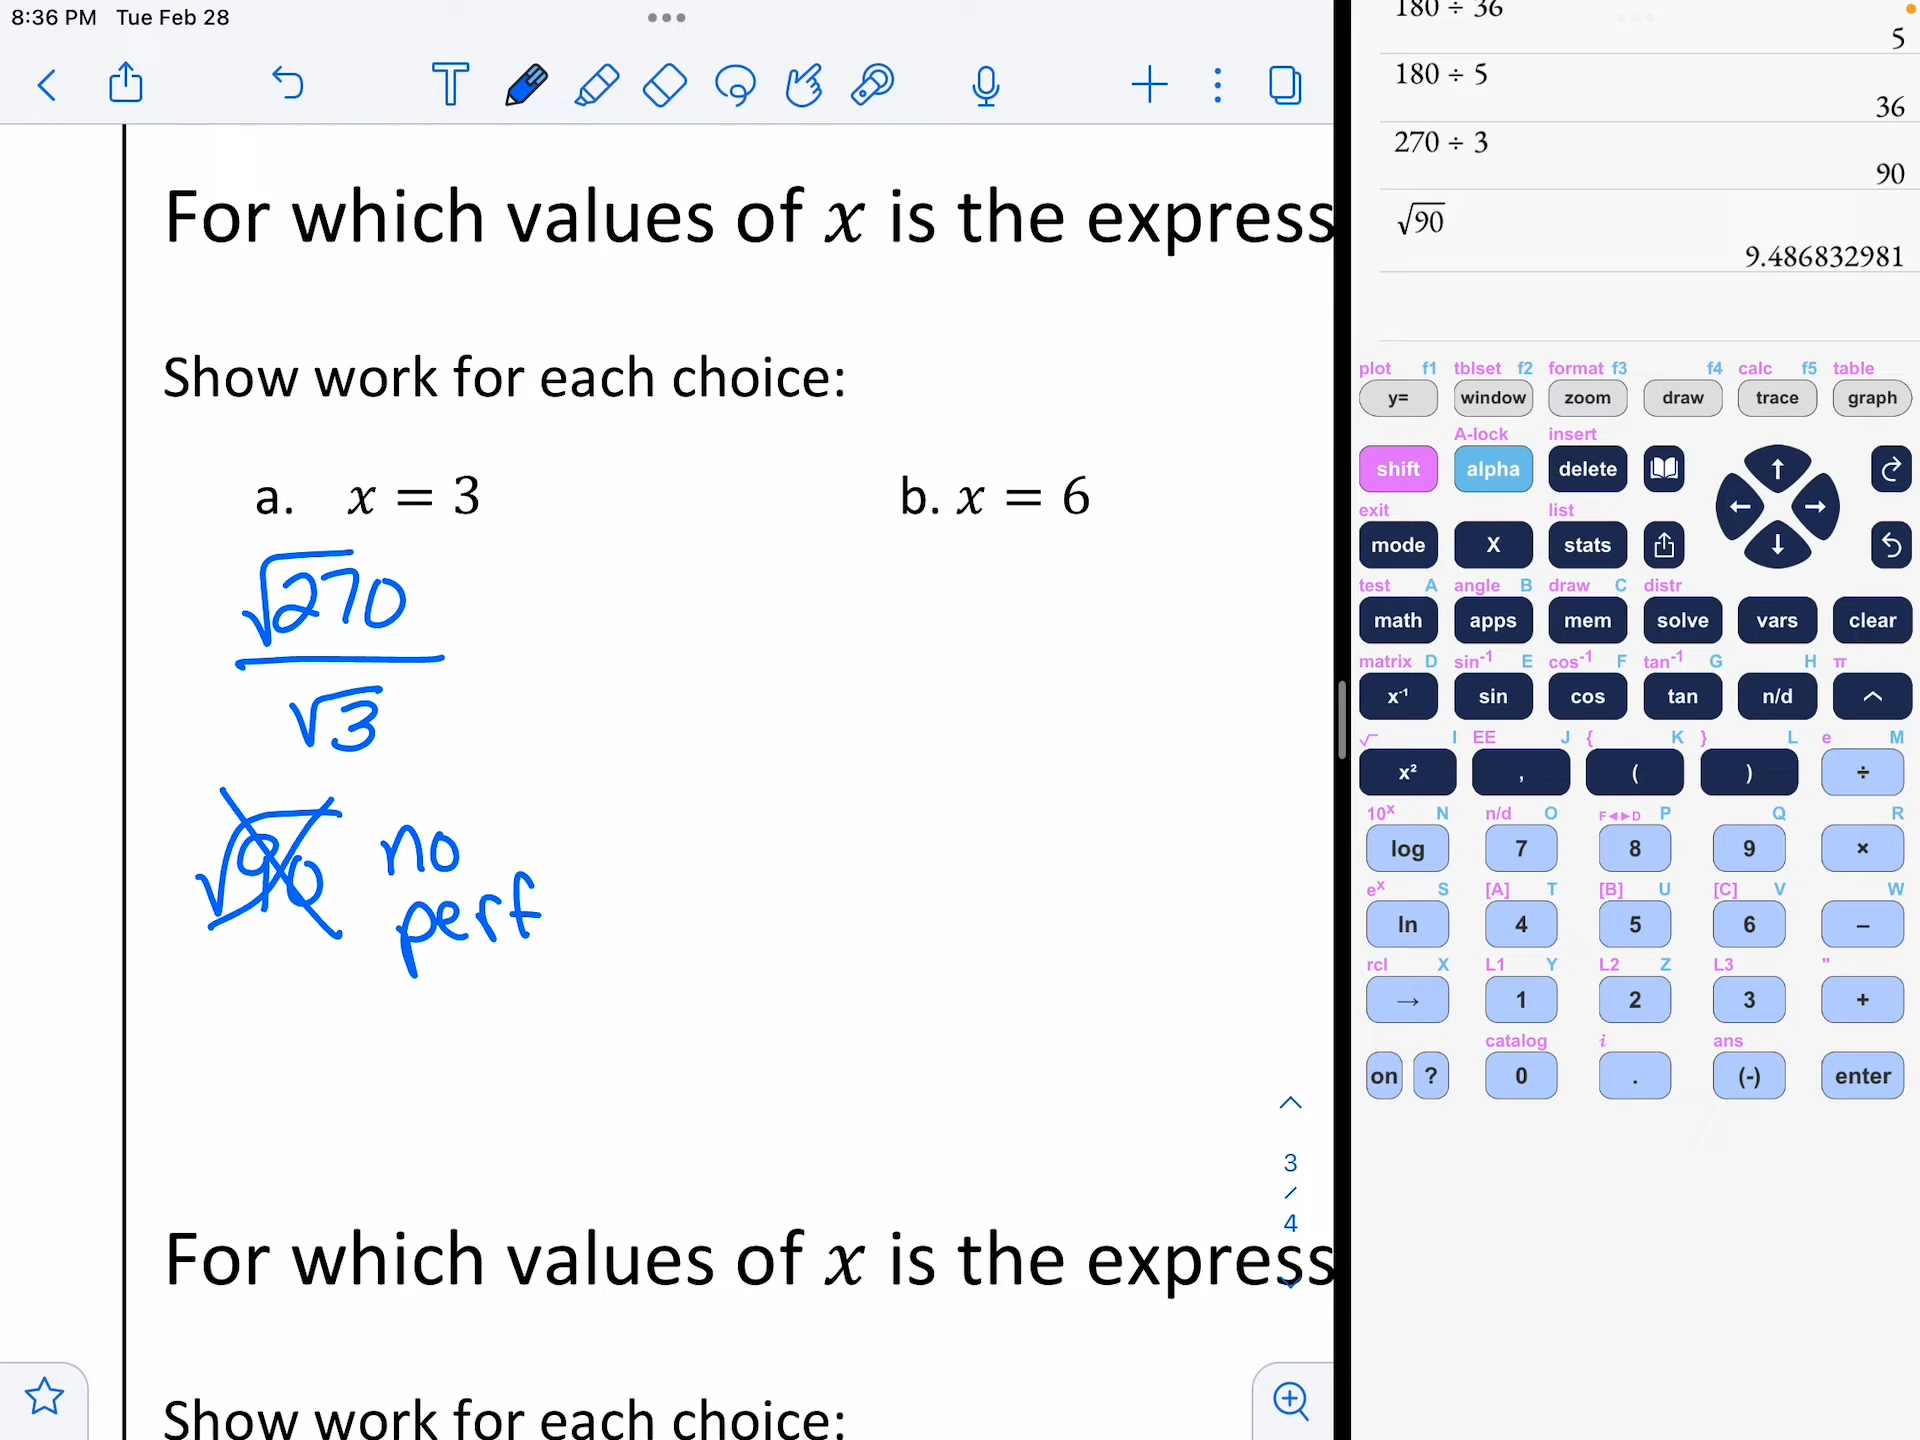 8:36 PM Tue Feb 28
T
For which values of x is the express
Show work for each choice:
a. x = 3
b. x = 6
√270
√3
√90 no
perf
3
/
4
For which values of x is the express
Show work for each choice:
180 ÷ 36
5
180 ÷ 5
36
270 ÷ 3
90
√90
9.486832981
plot f1 tblset f2 format f3 f4 calc f5 table
y= window zoom draw trace graph
A-lock insert
shift alpha delete
exit list
mode X stats
test A angle B draw C distr
math apps mem solve vars clear
matrix D sin⁻¹ E cos⁻¹ F tan⁻¹ G H π
x⁻¹ sin cos tan n/d ^
√ I EE J { K } L e M
x² , ( ) ÷
10ˣ N n/d O F◄►D P Q R
log 7 8 9 ×
eˣ S [A] T [B] U [C] V W
ln 4 5 6 –
rcl X L1 Y L2 Z L3 "
→ 1 2 3 +
catalog i ans
on ? 0 . (-) enter